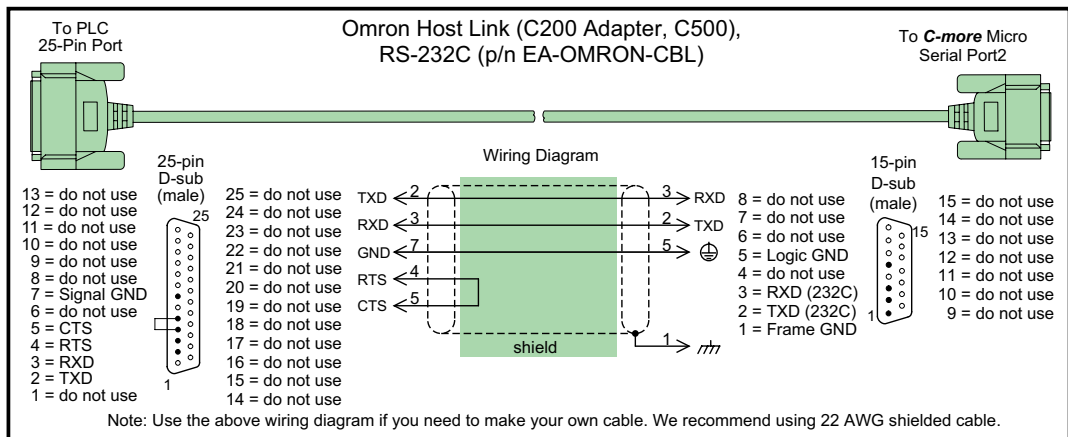 To PLC
25-Pin Port
Omron Host Link (C200 Adapter, C500),
RS-232C (p/n EA-OMRON-CBL)
To C-more Micro
Serial Port2
Wiring Diagram
25-pin
D-sub
(male)
25
1
13 = do not use
12 = do not use
11 = do not use
10 = do not use
9 = do not use
8 = do not use
7 = Signal GND
6 = do not use
5 = CTS
4 = RTS
3 = RXD
2 = TXD
1 = do not use
25 = do not use
24 = do not use
23 = do not use
22 = do not use
21 = do not use
20 = do not use
19 = do not use
18 = do not use
17 = do not use
16 = do not use
15 = do not use
14 = do not use
TXD 2 3 RXD
RXD 3 2 TXD
GND 7 5
RTS 4
CTS 5
shield
1
8 = do not use
7 = do not use
6 = do not use
5 = Logic GND
4 = do not use
3 = RXD (232C)
2 = TXD (232C)
1 = Frame GND
15-pin
D-sub
(male)
15
1
15 = do not use
14 = do not use
13 = do not use
12 = do not use
11 = do not use
10 = do not use
9 = do not use
Note: Use the above wiring diagram if you need to make your own cable. We recommend using 22 AWG shielded cable.